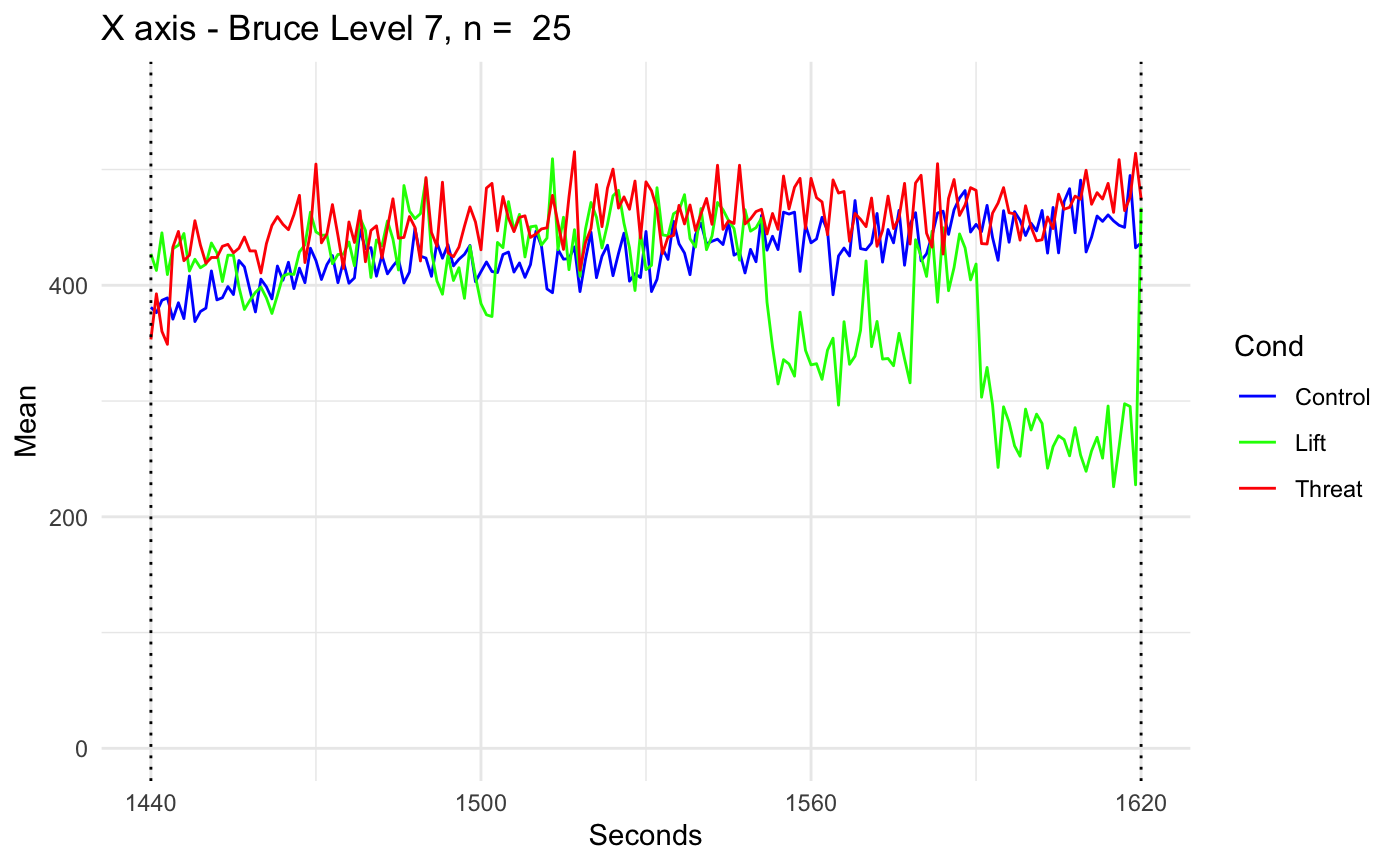 X axis - Bruce Level 7, n =  25
Mean
400
200
0
1440
1500
1560
1620
Seconds
Cond
Control
Lift
Threat